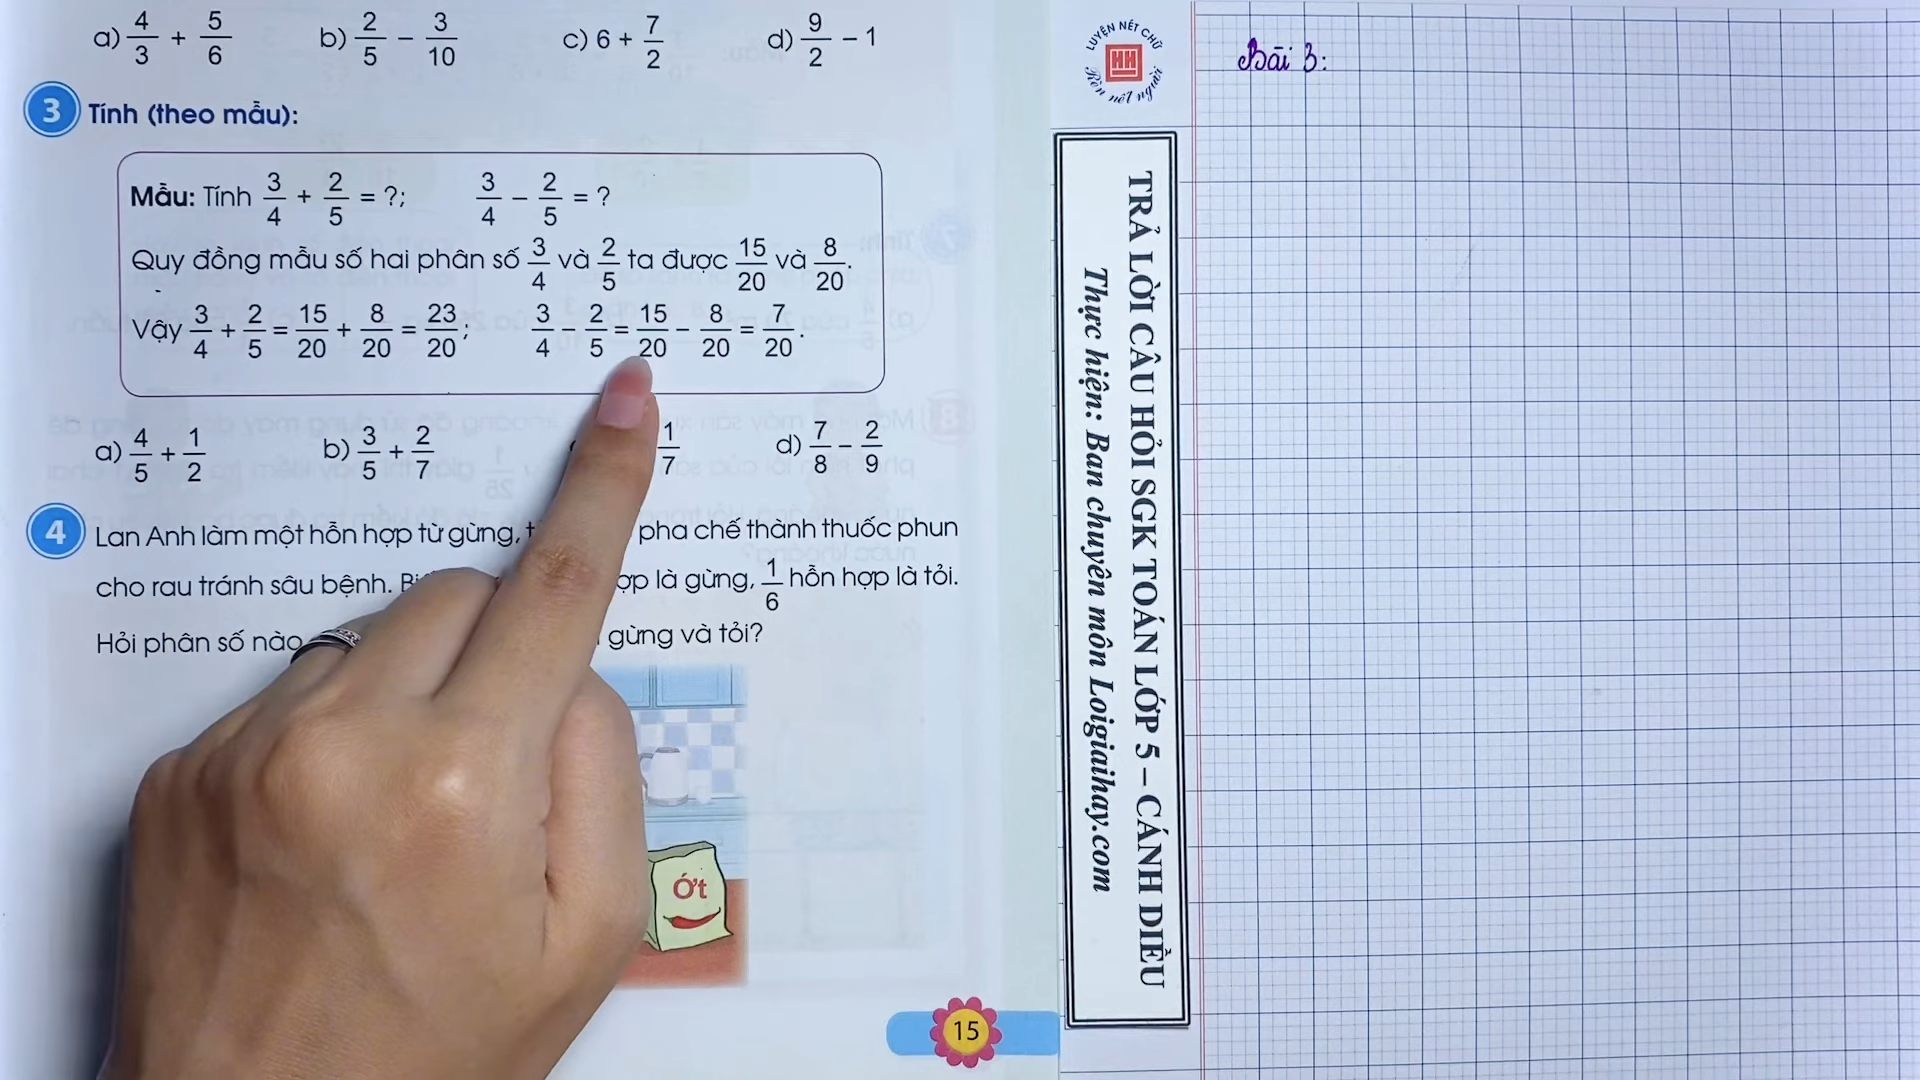 a) 4/3 + 5/6 b) 2/5 − 3/10 c) 6 + 7/2 d) 9/2 − 1
3 Tính (theo mẫu):
Mẫu: Tính 3/4 + 2/5 = ?; 3/4 − 2/5 = ?
Quy đồng mẫu số hai phân số 3/4 và 2/5 ta được 15/20 và 8/20.
Vậy 3/4 + 2/5 = 15/20 + 8/20 = 23/20; 3/4 − 2/5 = 15/20 − 8/20 = 7/20.
a) 4/5 + 1/2 b) 3/5 + 2/7 1/7 d) 7/8 − 2/9
4 Lan Anh làm một hỗn hợp từ gừng, pha chế thành thuốc phun
cho rau tránh sâu bệnh. là gừng, 1/6 hỗn hợp là tỏi.
Hỏi phân số nào gừng và tỏi?
Ớt
15
LUYỆN NÉT CHỮ
HH
Rèn nết người
TRẢ LỜI CÂU HỎI SGK TOÁN LỚP 5 – CÁNH DIỀU
Thực hiện: Ban chuyên môn Loigiaihay.com
Bài 3: